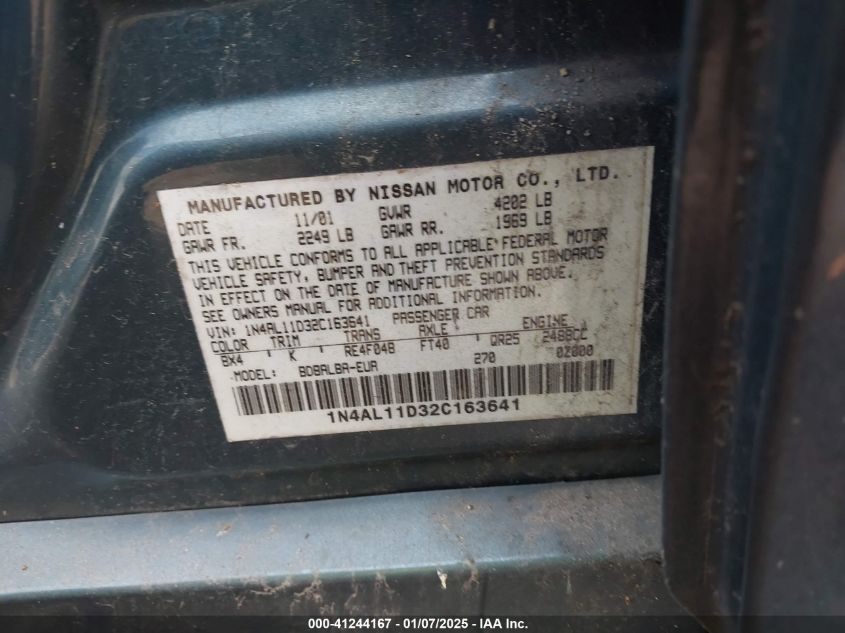 MANUFACTURED BY NISSAN MOTOR CO., LTD.
DATE 11/01 GVWR 4202 LB
GAWR FR. 2249 LB GAWR RR. 1969 LB
THIS VEHICLE CONFORMS TO ALL APPLICABLE FEDERAL MOTOR
VEHICLE SAFETY, BUMPER AND THEFT PREVENTION STANDARDS
IN EFFECT ON THE DATE OF MANUFACTURE SHOWN ABOVE.
SEE OWNERS MANUAL FOR ADDITIONAL INFORMATION.
VIN: 1N4AL11D32C163641 PASSENGER CAR
COLOR TRIM TRANS AXLE ENGINE
BX4 K RE4F04B FT40 QR25 2488CC
MODEL: BDBALBA-EUA 270 0Z000
1N4AL11D32C163641
000-41244167 - 01/07/2025 - IAA Inc.